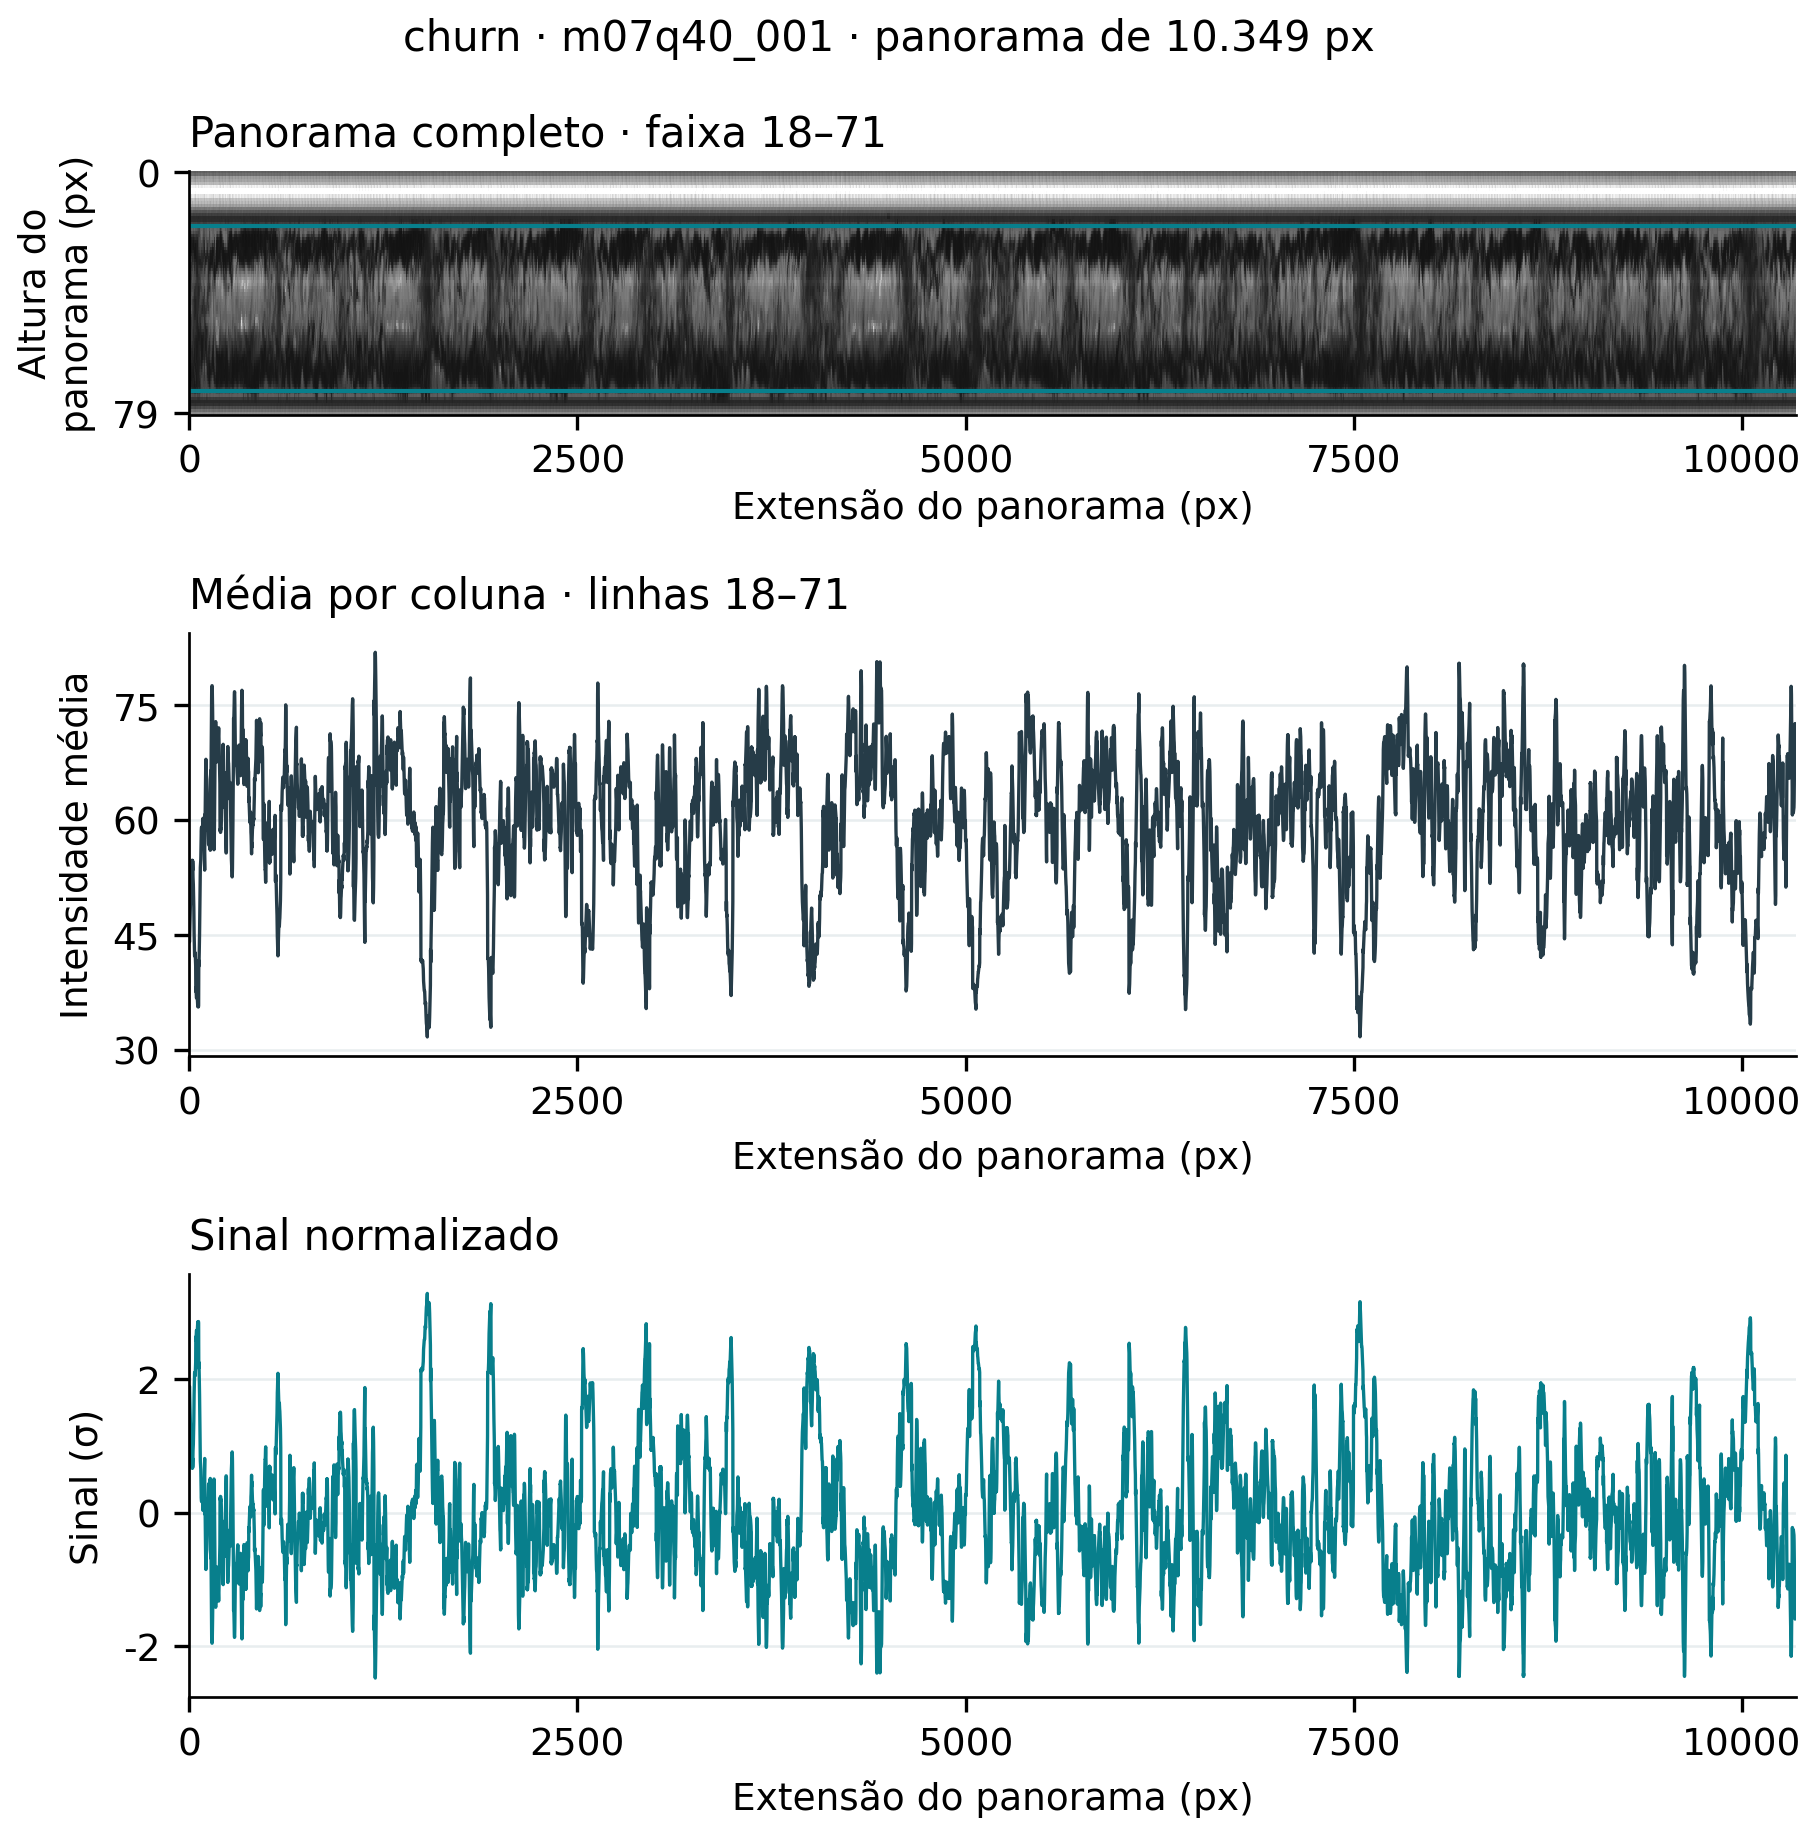 churn · m07q40_001 · panorama de 10.349 px
Panorama completo · faixa 18–71
Altura do
panorama (px)
0
79
0 2500 5000 7500 10000
Extensão do panorama (px)
Média por coluna · linhas 18–71
Intensidade média
75
60
45
30
0 2500 5000 7500 10000
Extensão do panorama (px)
Sinal normalizado
Sinal (σ)
2
0
-2
0 2500 5000 7500 10000
Extensão do panorama (px)